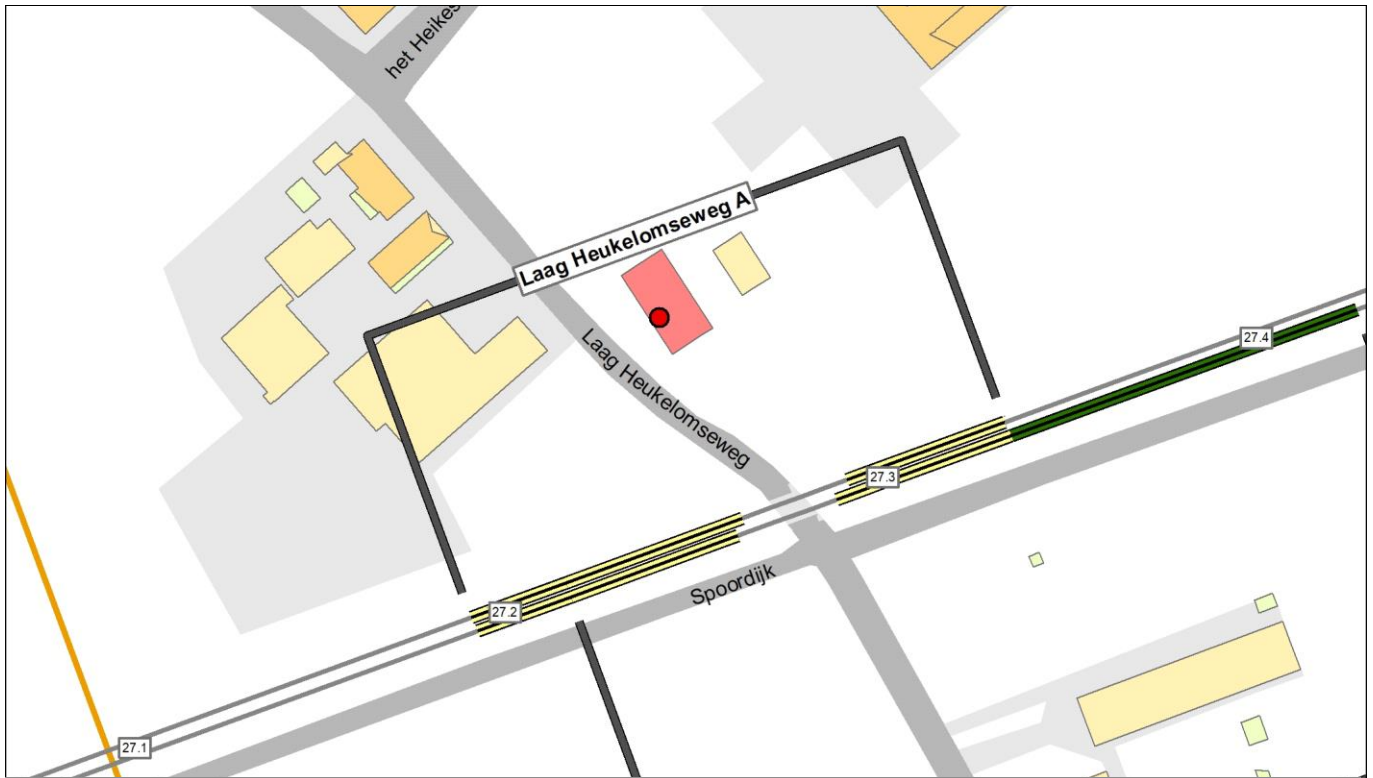 het Heikes
Laag Heukelomseweg A
Laag Heukelomseweg
27.4
27.3
Spoordijk
27.2
27.1